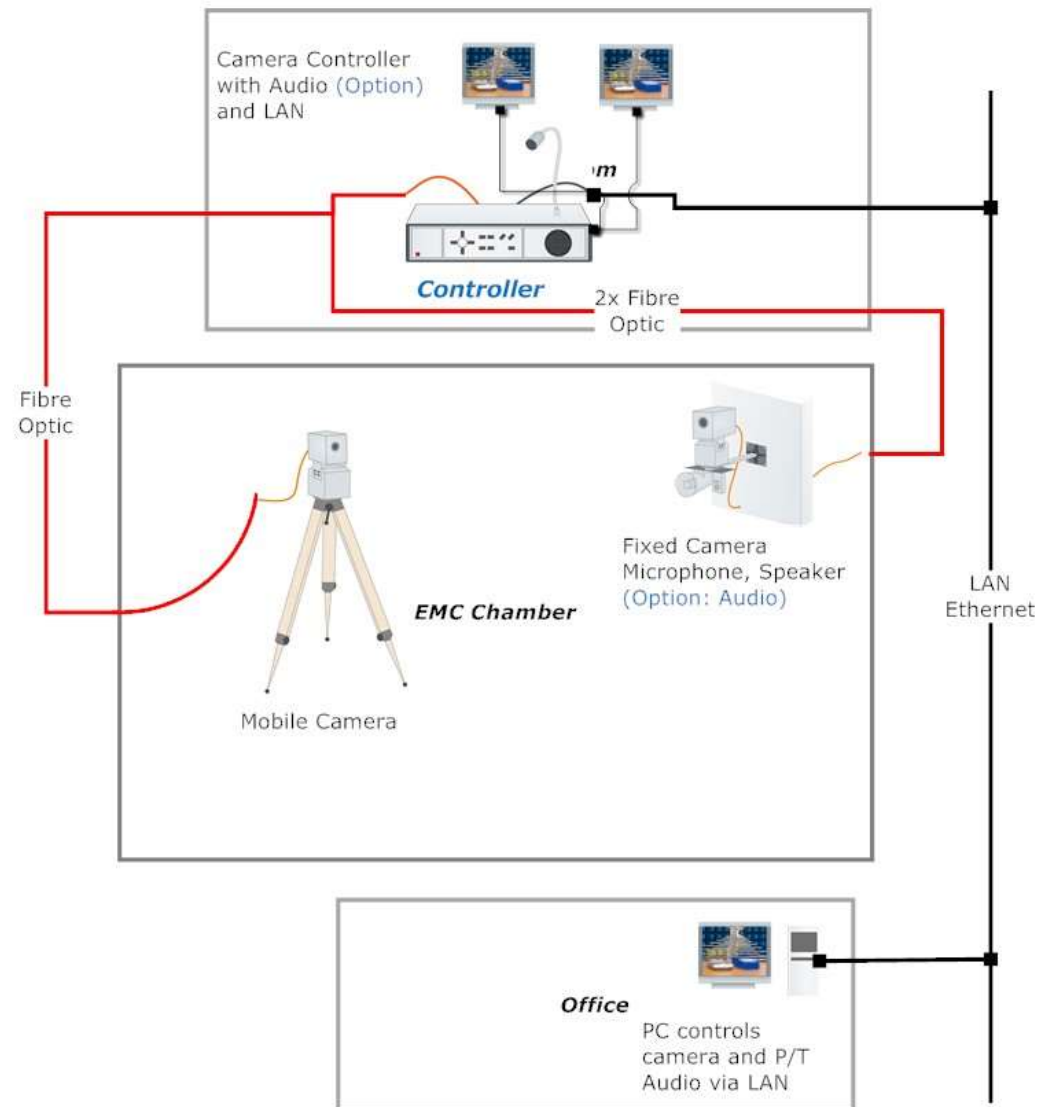 Camera Controller
with Audio (Option)
and LAN
m
Controller
2x Fibre
Optic
Fibre
Optic
Fixed Camera
Microphone, Speaker
(Option: Audio)
LAN
Ethernet
EMC Chamber
Mobile Camera
Office
PC controls
camera and P/T
Audio via LAN